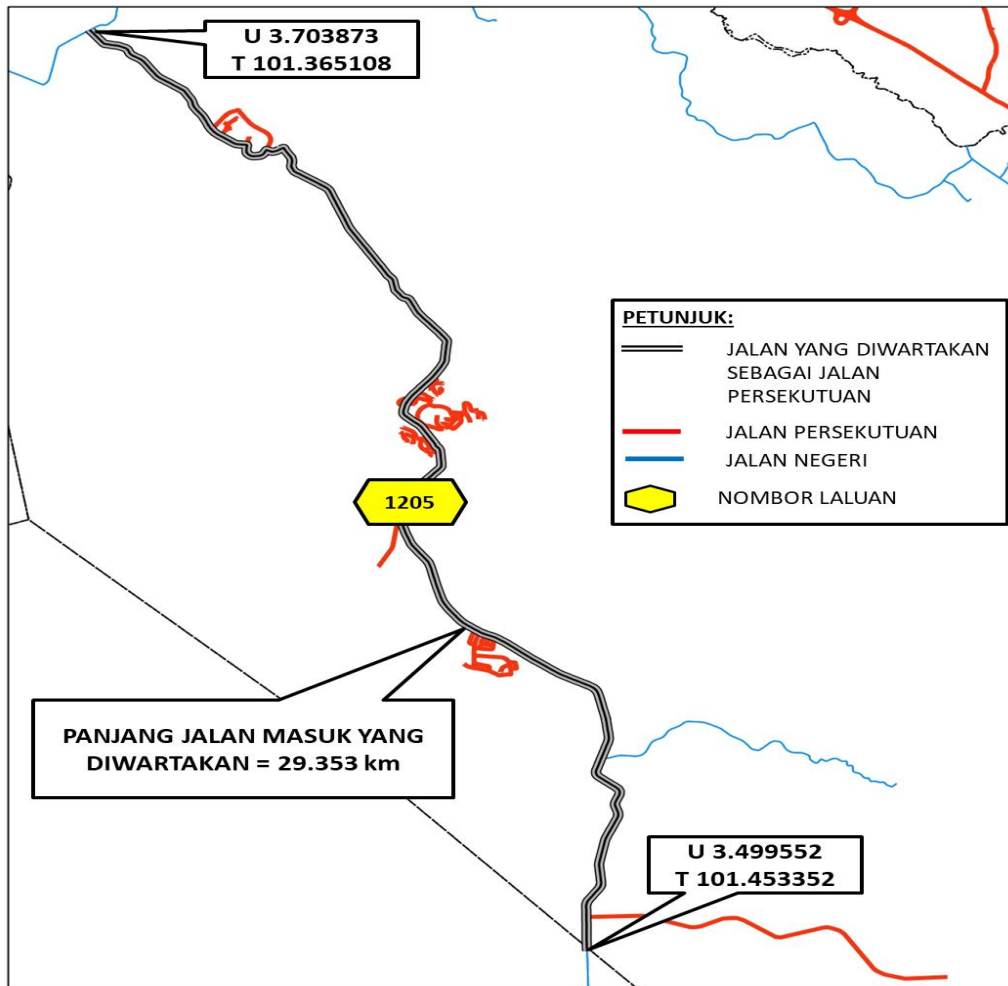 U 3.703873
T 101.365108
PETUNJUK:
JALAN YANG DIWARTAKAN
SEBAGAI JALAN
PERSEKUTUAN
JALAN PERSEKUTUAN
JALAN NEGERI
NOMBOR LALUAN
1205
PANJANG JALAN MASUK YANG
DIWARTAKAN = 29.353 km
U 3.499552
T 101.453352